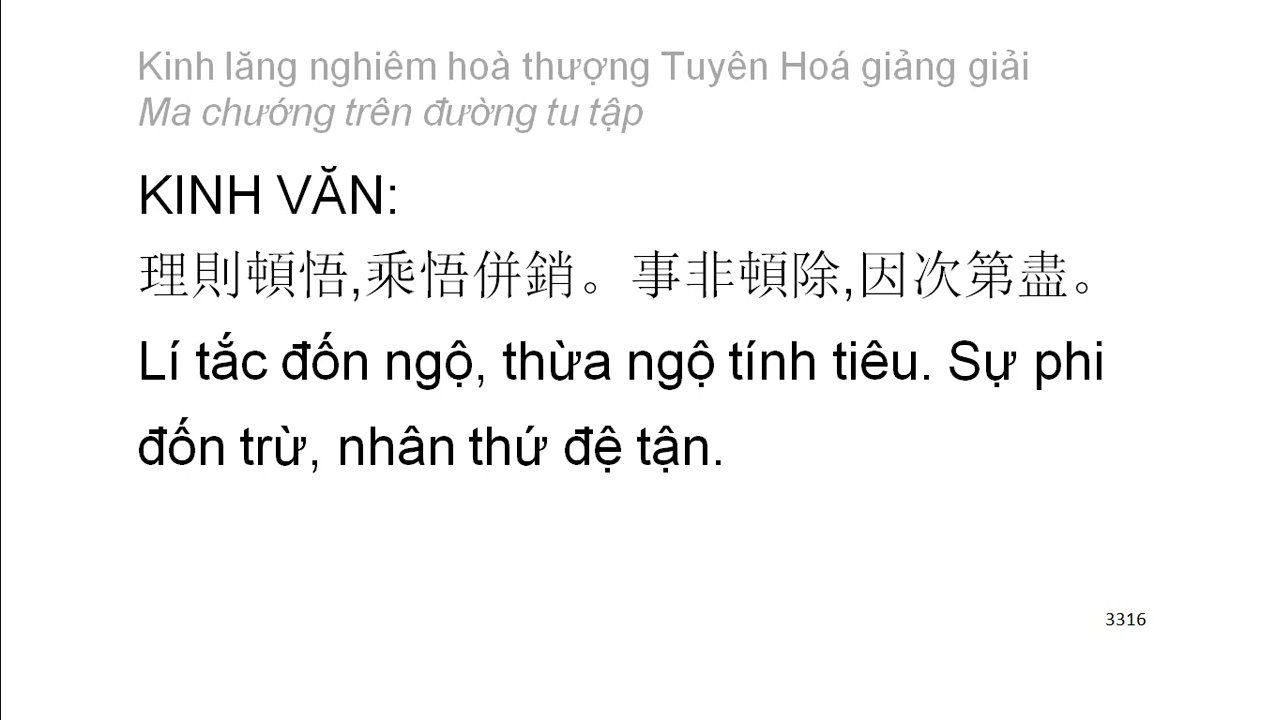 Kinh lăng nghiêm hoà thượng Tuyên Hoá giảng giải
Ma chướng trên đường tu tập
KINH VĂN:
理則頓悟,乘悟併銷。事非頓除,因次第盡。
Lí tắc đốn ngộ, thừa ngộ tính tiêu. Sự phi
đốn trừ, nhân thứ đệ tận.
3316